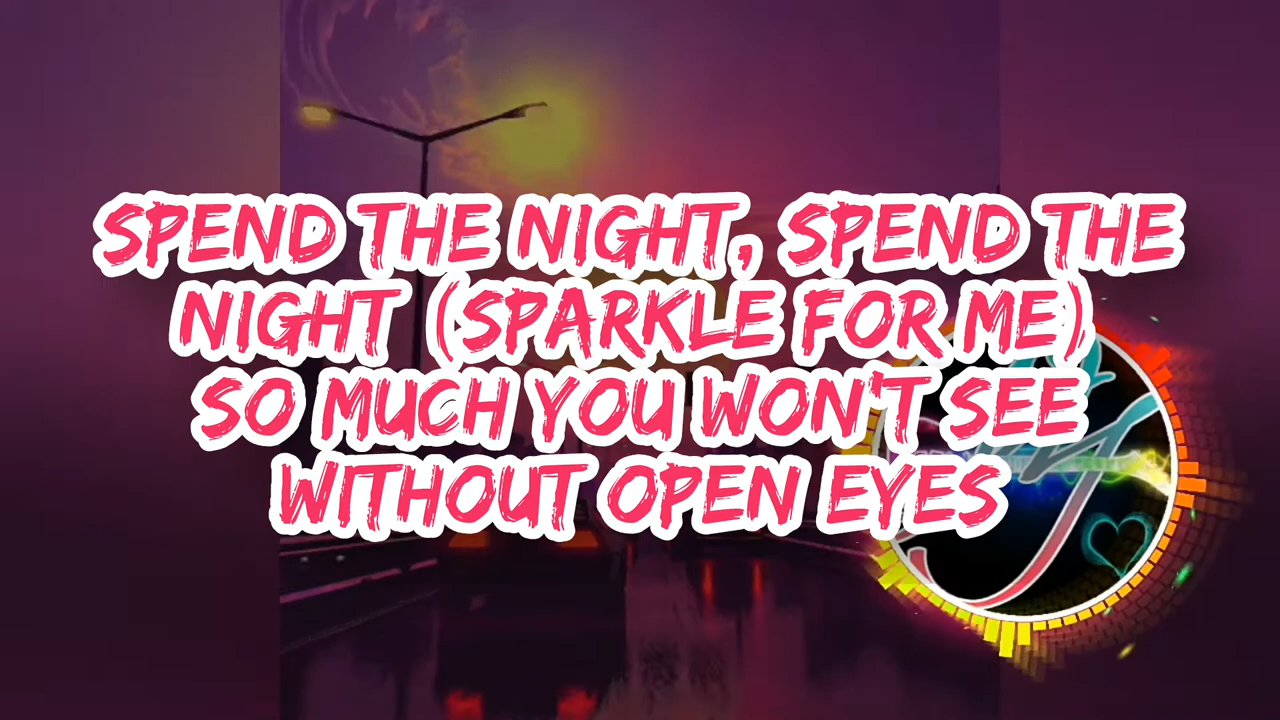 SPEND THE NIGHT, SPEND THE
NIGHT (SPARKLE FOR ME)
SO MUCH YOU WON'T SEE
WITHOUT OPEN EYES